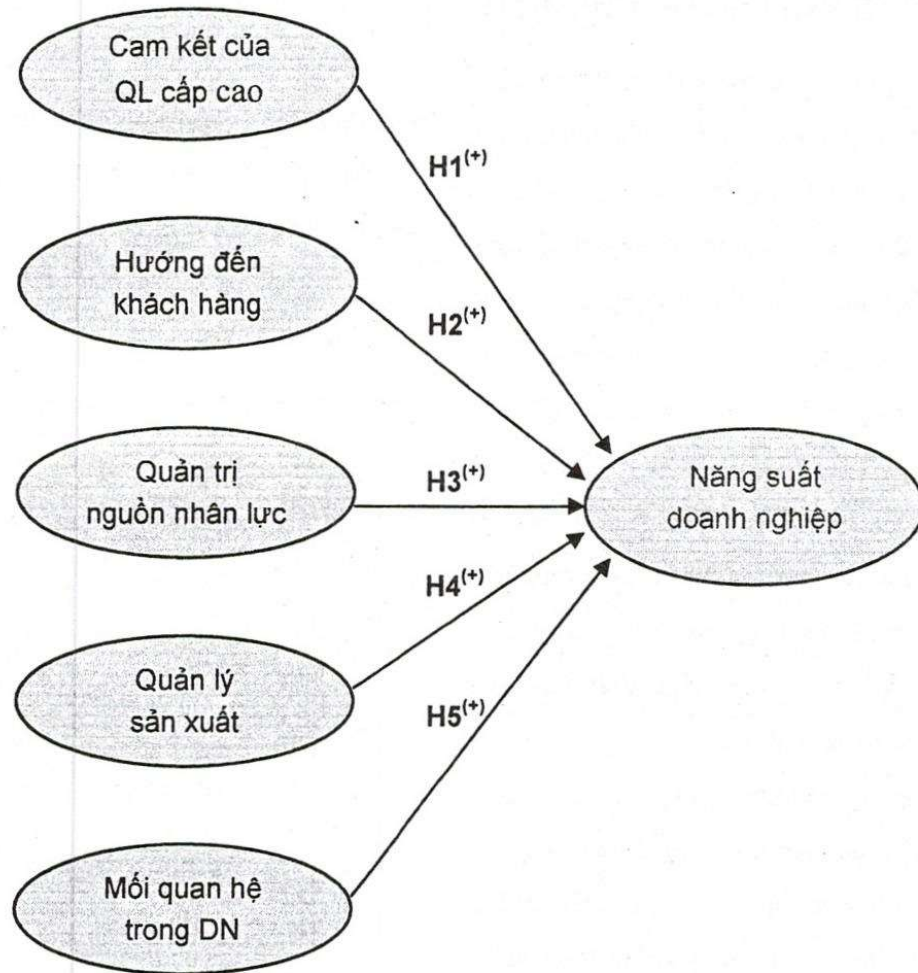 Cam kết của
QL cấp cao
H1(+)
Hướng đến
khách hàng
H2(+)
Quản trị
nguồn nhân lực
H3(+)
Năng suất
doanh nghiệp
H4(+)
Quản lý
sản xuất
H5(+)
Mối quan hệ
trong DN